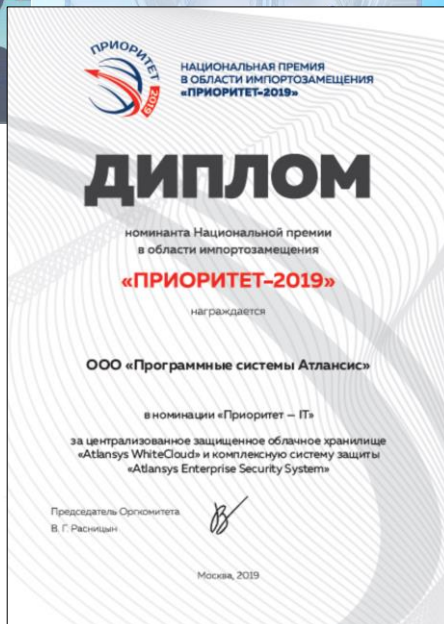 ПРИОРИТЕТ
2019
НАЦИОНАЛЬНАЯ ПРЕМИЯ
В ОБЛАСТИ ИМПОРТОЗАМЕЩЕНИЯ
«ПРИОРИТЕТ-2019»
ДИПЛОМ
номинанта Национальной премии
в области импортозамещения
«ПРИОРИТЕТ-2019»
награждается
ООО «Программные системы Атлансис»
в номинации «Приоритет – IT»
за централизованное защищенное облачное хранилище
«Atlansys WhiteCloud» и комплексную систему защиты
«Atlansys Enterprise Security System»
Председатель Оргкомитета
В. Г. Расницын
Москва, 2019